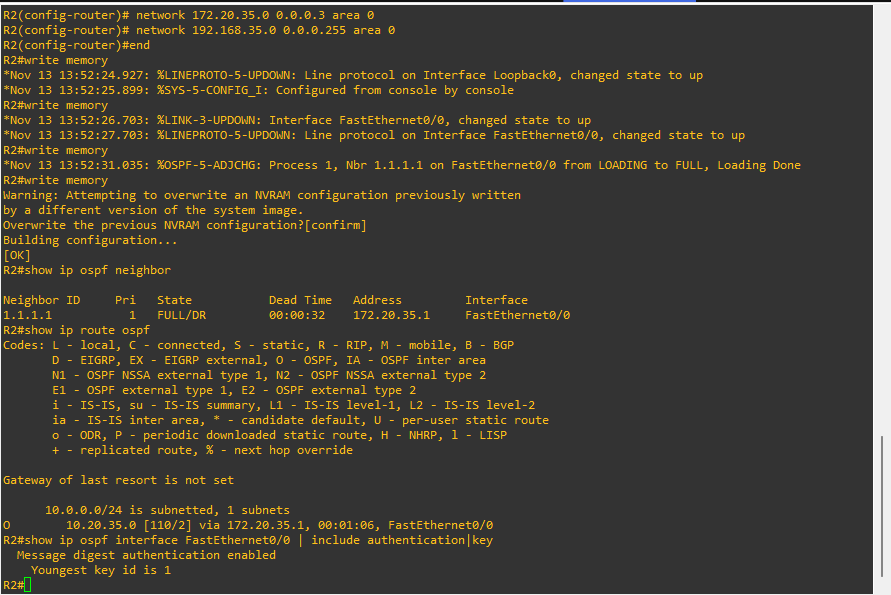 R2(config-router)# network 172.20.35.0 0.0.0.3 area 0
R2(config-router)# network 192.168.35.0 0.0.0.255 area 0
R2(config-router)#end
R2#write memory
*Nov 13 13:52:24.927: %LINEPROTO-5-UPDOWN: Line protocol on Interface Loopback0, changed state to up
*Nov 13 13:52:25.899: %SYS-5-CONFIG_I: Configured from console by console
R2#write memory
*Nov 13 13:52:26.703: %LINK-3-UPDOWN: Interface FastEthernet0/0, changed state to up
*Nov 13 13:52:27.703: %LINEPROTO-5-UPDOWN: Line protocol on Interface FastEthernet0/0, changed state to up
R2#write memory
*Nov 13 13:52:31.035: %OSPF-5-ADJCHG: Process 1, Nbr 1.1.1.1 on FastEthernet0/0 from LOADING to FULL, Loading Done
R2#write memory
Warning: Attempting to overwrite an NVRAM configuration previously written
by a different version of the system image.
Overwrite the previous NVRAM configuration?[confirm]
Building configuration...
[OK]
R2#show ip ospf neighbor

Neighbor ID     Pri   State           Dead Time   Address         Interface
1.1.1.1           1   FULL/DR         00:00:32    172.20.35.1     FastEthernet0/0
R2#show ip route ospf
Codes: L - local, C - connected, S - static, R - RIP, M - mobile, B - BGP
       D - EIGRP, EX - EIGRP external, O - OSPF, IA - OSPF inter area
       N1 - OSPF NSSA external type 1, N2 - OSPF NSSA external type 2
       E1 - OSPF external type 1, E2 - OSPF external type 2
       i - IS-IS, su - IS-IS summary, L1 - IS-IS level-1, L2 - IS-IS level-2
       ia - IS-IS inter area, * - candidate default, U - per-user static route
       o - ODR, P - periodic downloaded static route, H - NHRP, l - LISP
       + - replicated route, % - next hop override

Gateway of last resort is not set

      10.0.0.0/24 is subnetted, 1 subnets
O        10.20.35.0 [110/2] via 172.20.35.1, 00:01:06, FastEthernet0/0
R2#show ip ospf interface FastEthernet0/0 | include authentication|key
  Message digest authentication enabled
    Youngest key id is 1
R2#